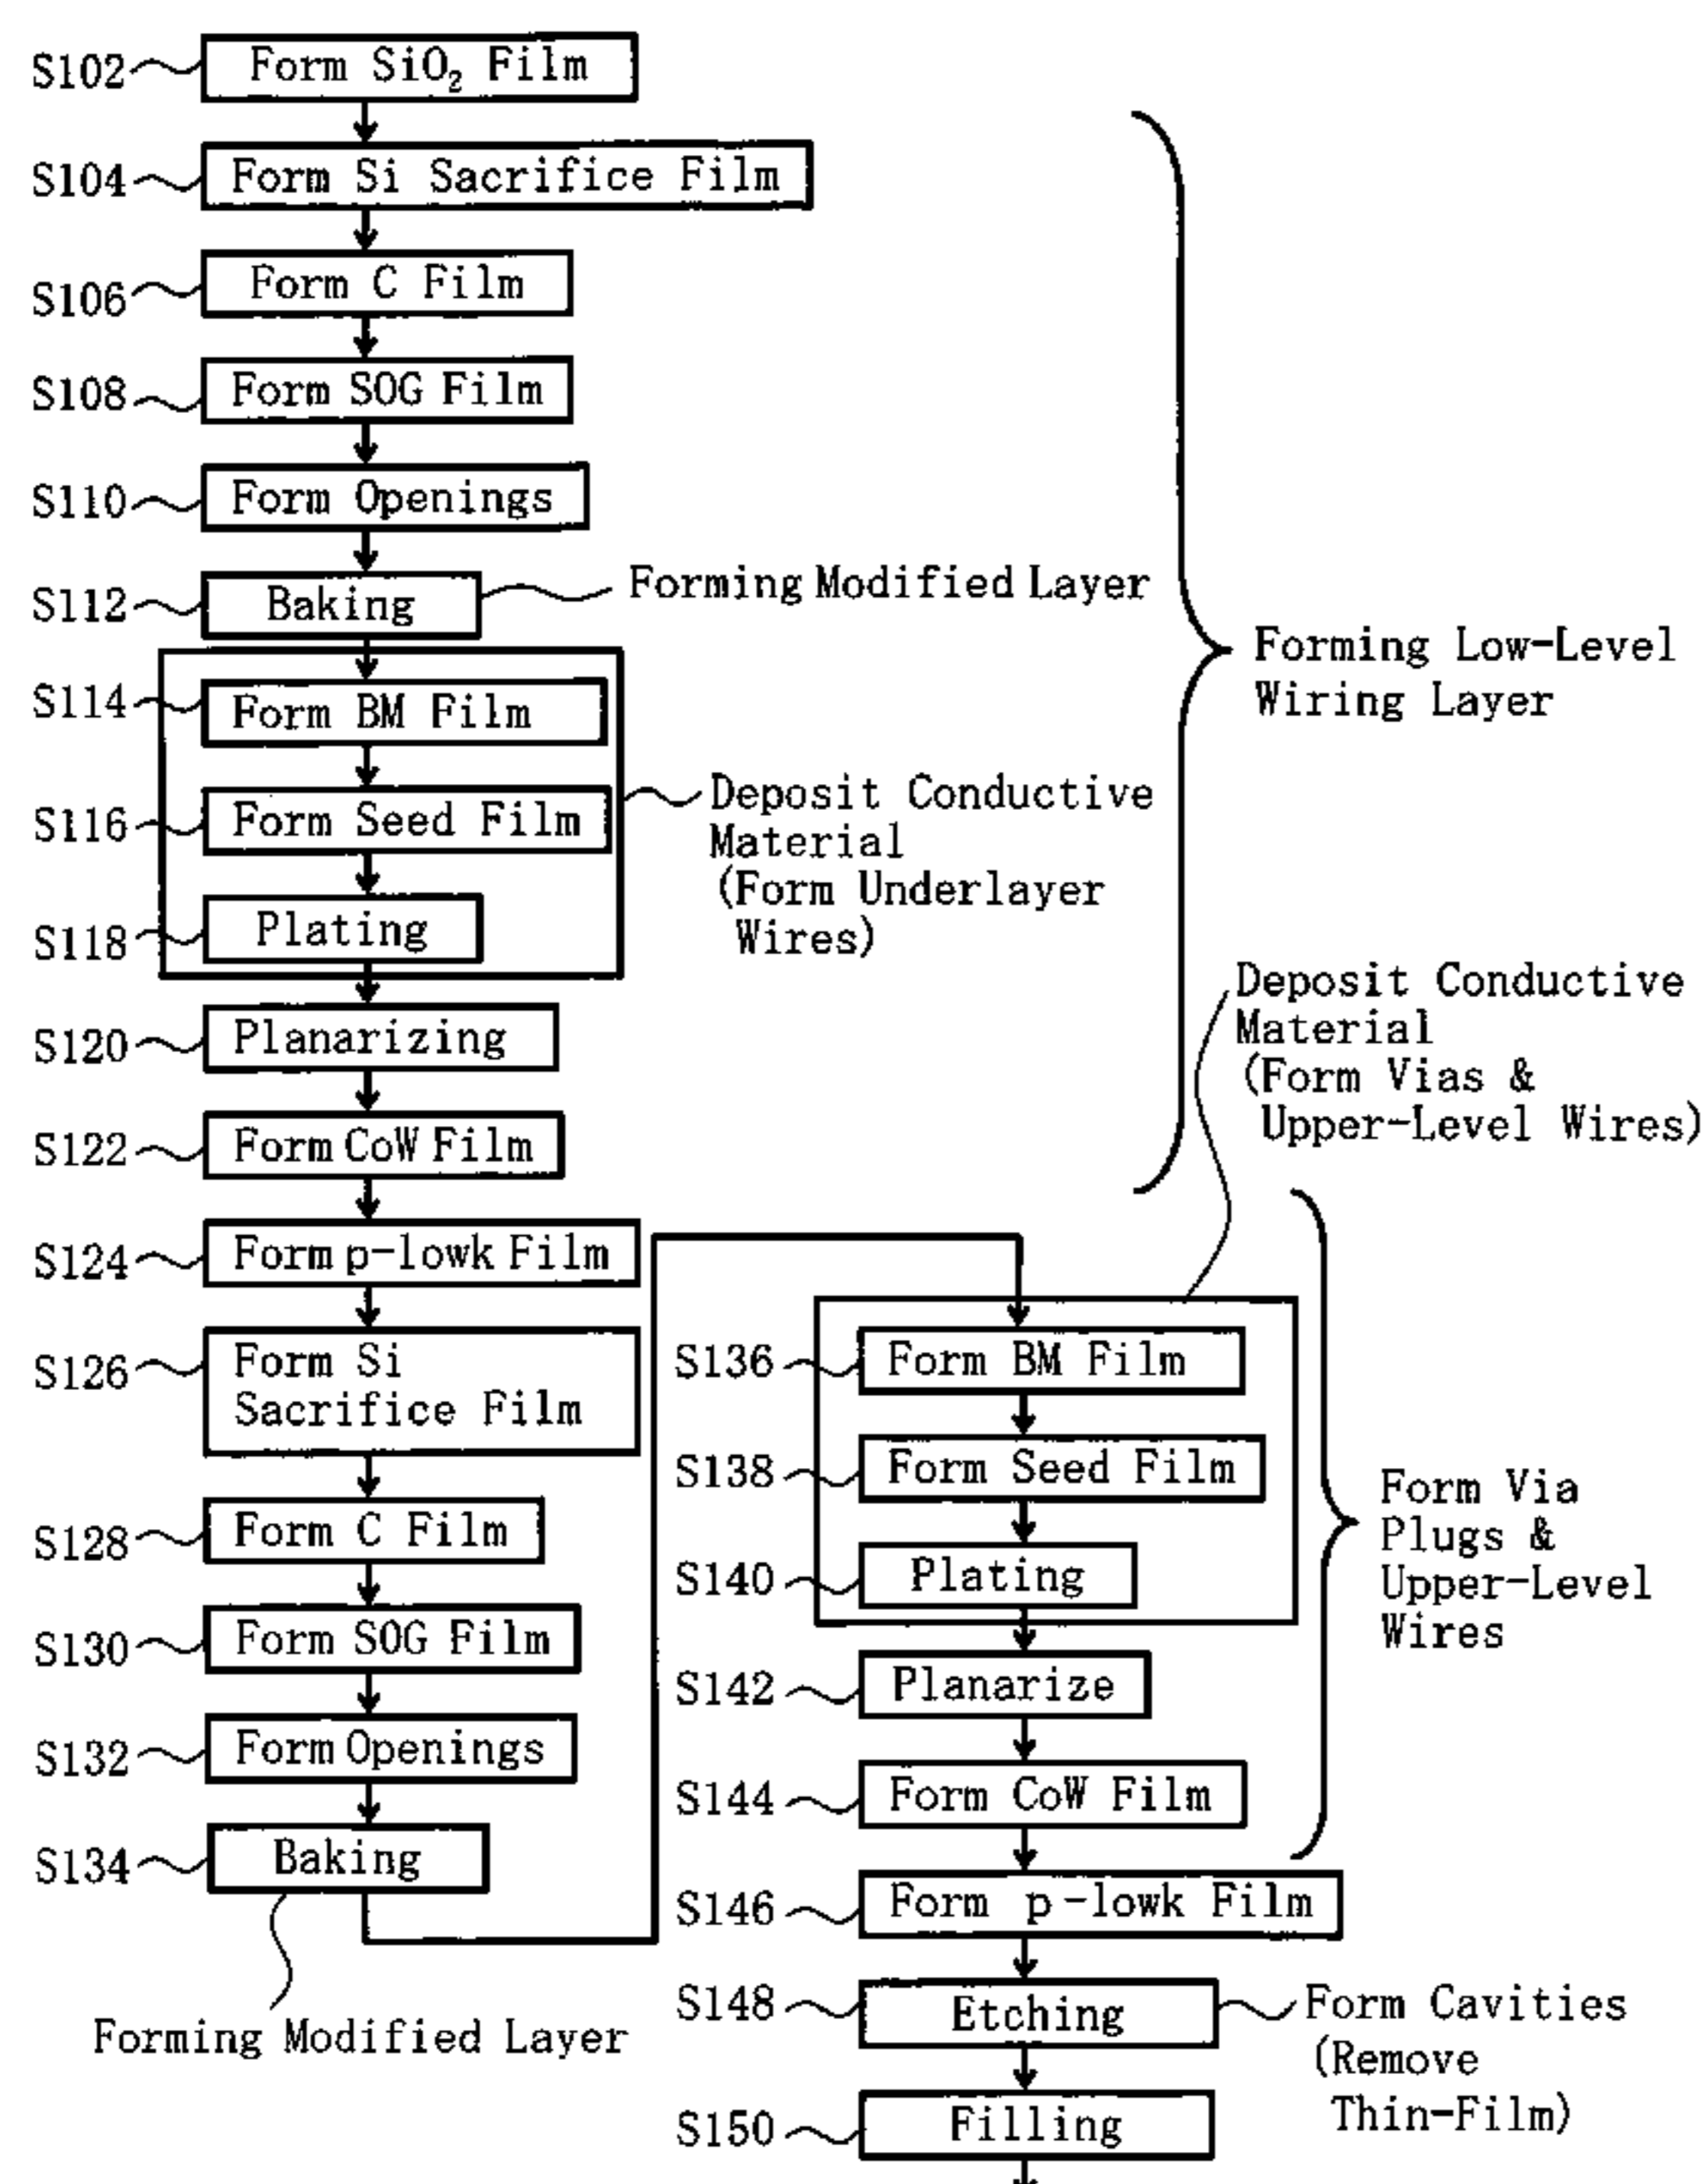 S102 Form SiO₂ Film
S104 Form Si Sacrifice Film
S106 Form C Film
S108 Form SOG Film
S110 Form Openings
S112 Baking
Forming Modified Layer
S114 Form BM Film
S116 Form Seed Film
S118 Plating
Deposit Conductive
Material
(Form Underlayer
Wires)
S120 Planarizing
S122 Form CoW Film
Forming Low-Level
Wiring Layer
S124 Form p-lowk Film
S126 Form Si
Sacrifice Film
S128 Form C Film
S130 Form SOG Film
S132 Form Openings
S134 Baking
Forming Modified Layer
Deposit Conductive
Material
(Form Vias &
Upper-Level Wires)
S136 Form BM Film
S138 Form Seed Film
S140 Plating
S142 Planarize
S144 Form CoW Film
Form Via
Plugs &
Upper-Level
Wires
S146 Form p-lowk Film
S148 Etching
Form Cavities
(Remove
Thin-Film)
S150 Filling